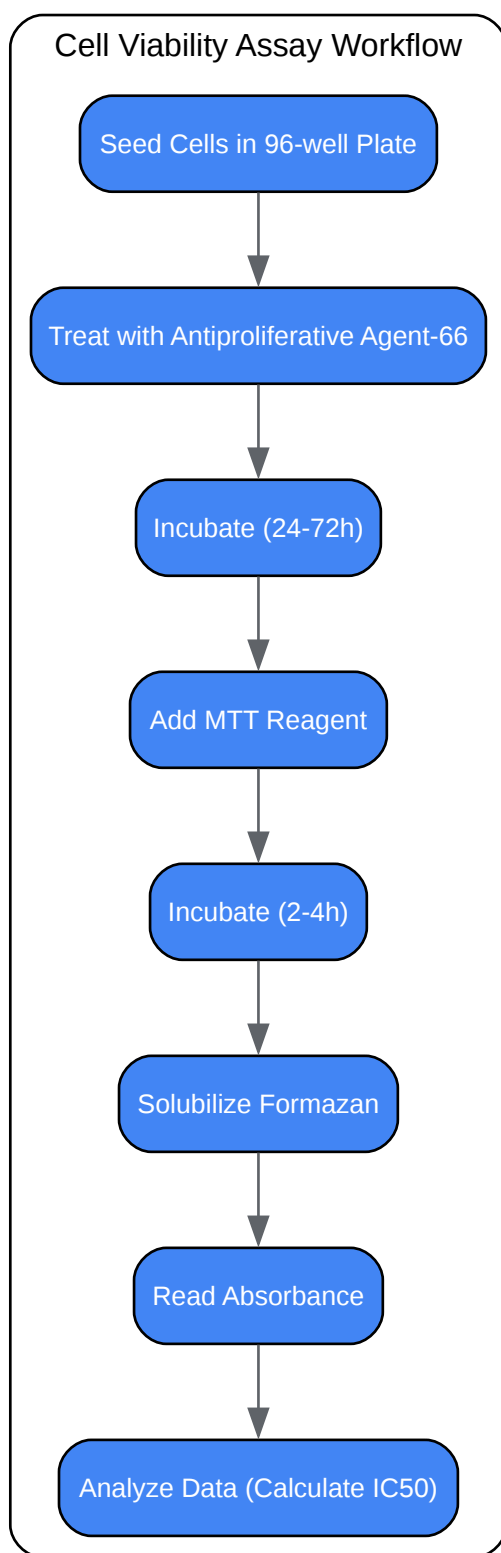 Cell Viability Assay Workflow
Seed Cells in 96-well Plate
Treat with Antiproliferative Agent-66
Incubate (24-72h)
Add MTT Reagent
Incubate (2-4h)
Solubilize Formazan
Read Absorbance
Analyze Data (Calculate IC50)